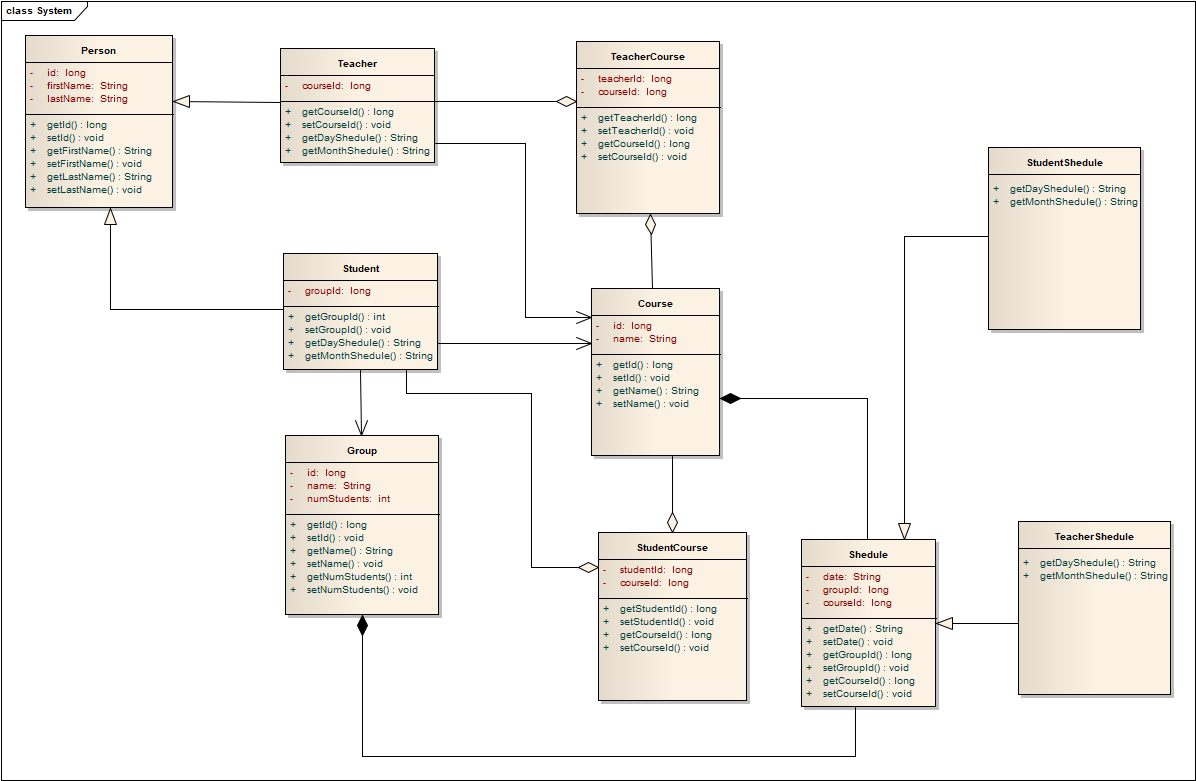 class System
Person
- id: long
- firstName: String
- lastName: String
+ getId() : long
+ setId() : void
+ getFirstName() : String
+ setFirstName() : void
+ getLastName() : String
+ setLastName() : void
Teacher
- courseId: long
+ getCourseId() : long
+ setCourseId() : void
+ getDayShedule() : String
+ getMonthShedule() : String
TeacherCourse
- teacherId: long
- courseId: long
+ getTeacherId() : long
+ setTeacherId() : void
+ getCourseId() : long
+ setCourseId() : void
StudentShedule
+ getDayShedule() : String
+ getMonthShedule() : String
Student
- groupId: long
+ getGroupId() : int
+ setGroupId() : void
+ getDayShedule() : String
+ getMonthShedule() : String
Course
- id: long
- name: String
+ getId() : long
+ setId() : void
+ getName() : String
+ setName() : void
Group
- id: long
- name: String
- numStudents: int
+ getId() : long
+ setId() : void
+ getName() : String
+ setName() : void
+ getNumStudents() : int
+ setNumStudents() : void
StudentCourse
- studentId: long
- courseId: long
+ getStudentId() : long
+ setStudentId() : void
+ getCourseId() : long
+ setCourseId() : void
Shedule
- date: String
- groupId: long
- courseId: long
+ getDate() : String
+ setDate() : void
+ getGroupId() : long
+ setGroupId() : void
+ getCourseId() : long
+ setCourseId() : void
TeacherShedule
+ getDayShedule() : String
+ getMonthShedule() : String